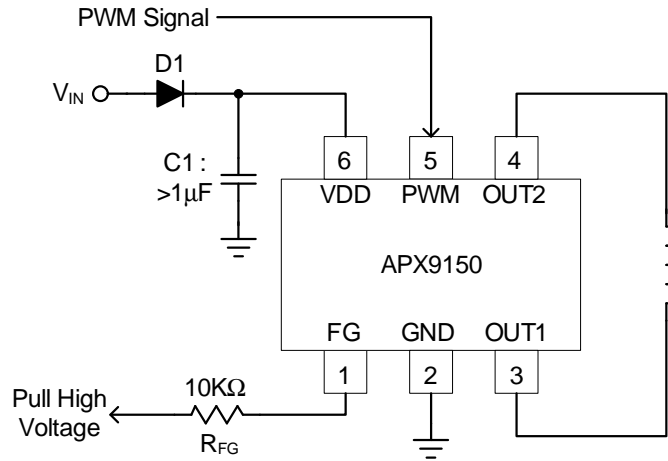 PWM Signal
D1
VIN
C1 :
>1μF
6
5
4
VDD
PWM
OUT2
APX9150
FG
GND
OUT1
1
2
3
10KΩ
RFG
Pull High
Voltage